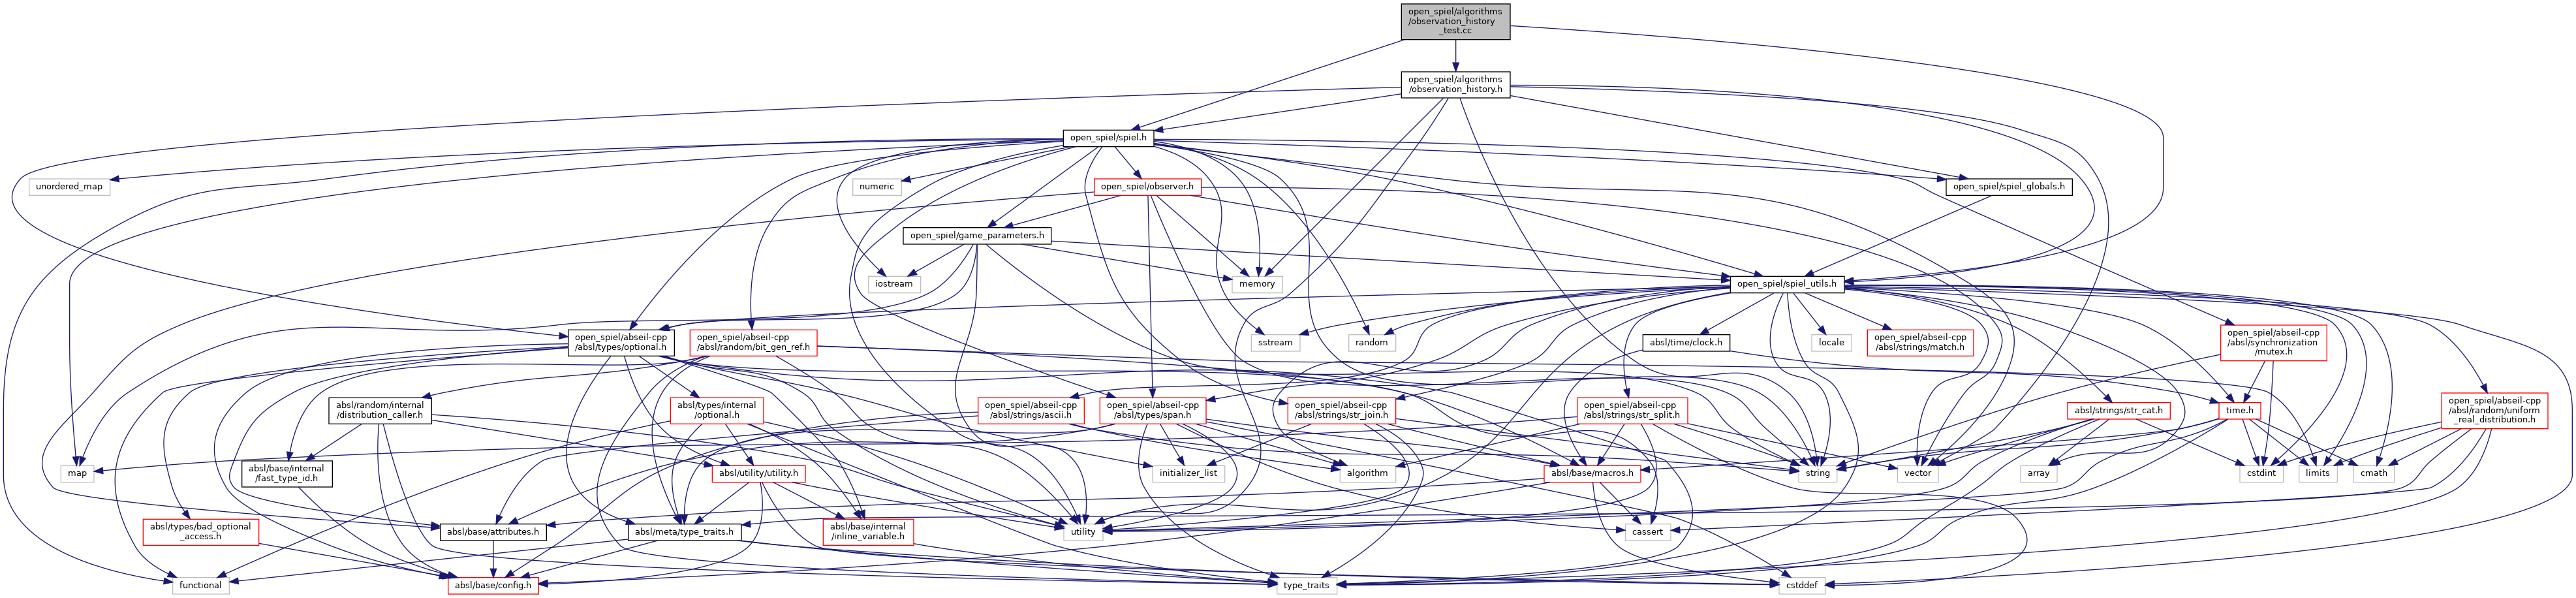 open_spiel/algorithms
/observation_history
_test.cc
open_spiel/algorithms
/observation_history.h
open_spiel/spiel.h
unordered_map
numeric
open_spiel/observer.h
open_spiel/spiel_globals.h
open_spiel/game_parameters.h
iostream
memory
open_spiel/spiel_utils.h
open_spiel/abseil-cpp
/absl/types/optional.h
open_spiel/abseil-cpp
/absl/random/bit_gen_ref.h
sstream
random
absl/time/clock.h
locale
open_spiel/abseil-cpp
/absl/strings/match.h
open_spiel/abseil-cpp
/absl/synchronization
/mutex.h
absl/random/internal
/distribution_caller.h
absl/types/internal
/optional.h
open_spiel/abseil-cpp
/absl/strings/ascii.h
open_spiel/abseil-cpp
/absl/types/span.h
open_spiel/abseil-cpp
/absl/strings/str_join.h
open_spiel/abseil-cpp
/absl/strings/str_split.h
absl/strings/str_cat.h
time.h
open_spiel/abseil-cpp
/absl/random/uniform
_real_distribution.h
map
absl/base/internal
/fast_type_id.h
absl/utility/utility.h
initializer_list
algorithm
absl/base/macros.h
string
vector
array
cstdint
limits
cmath
absl/types/bad_optional
_access.h
absl/base/attributes.h
absl/meta/type_traits.h
absl/base/internal
/inline_variable.h
utility
cassert
functional
absl/base/config.h
type_traits
cstddef